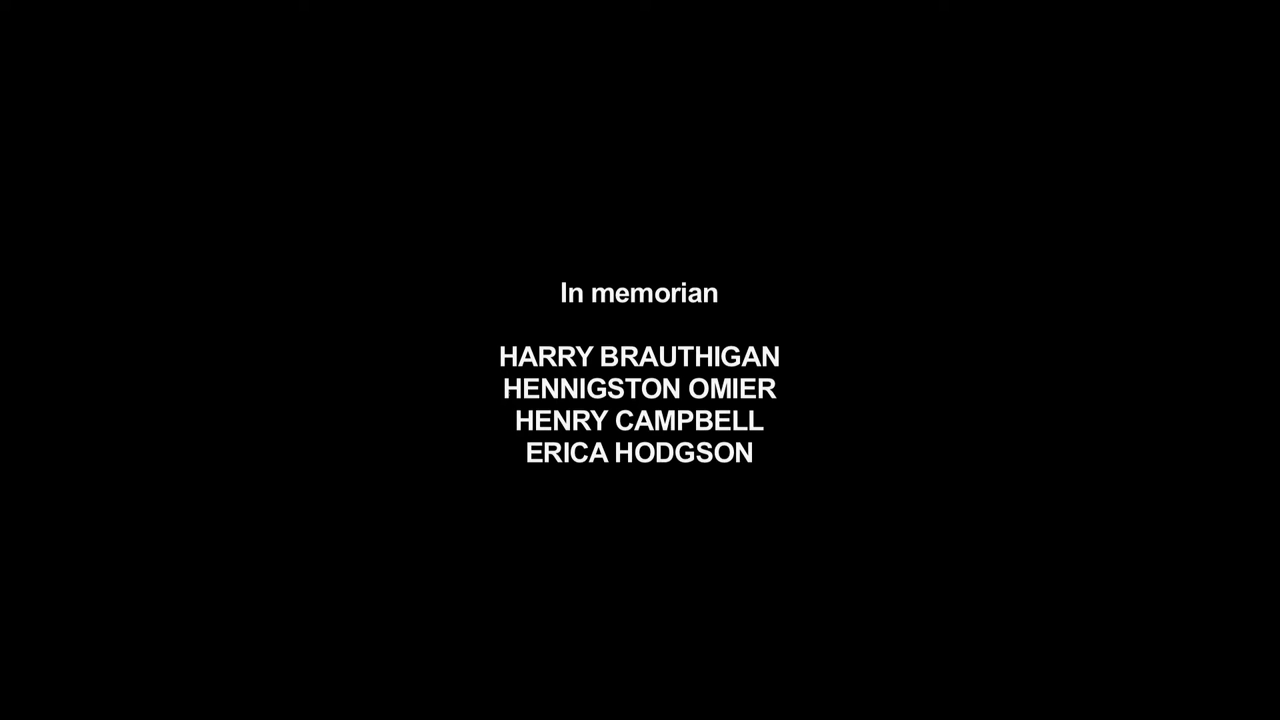 In memorian
HARRY BRAUTHIGAN
HENNIGSTON OMIER
HENRY CAMPBELL
ERICA HODGSON